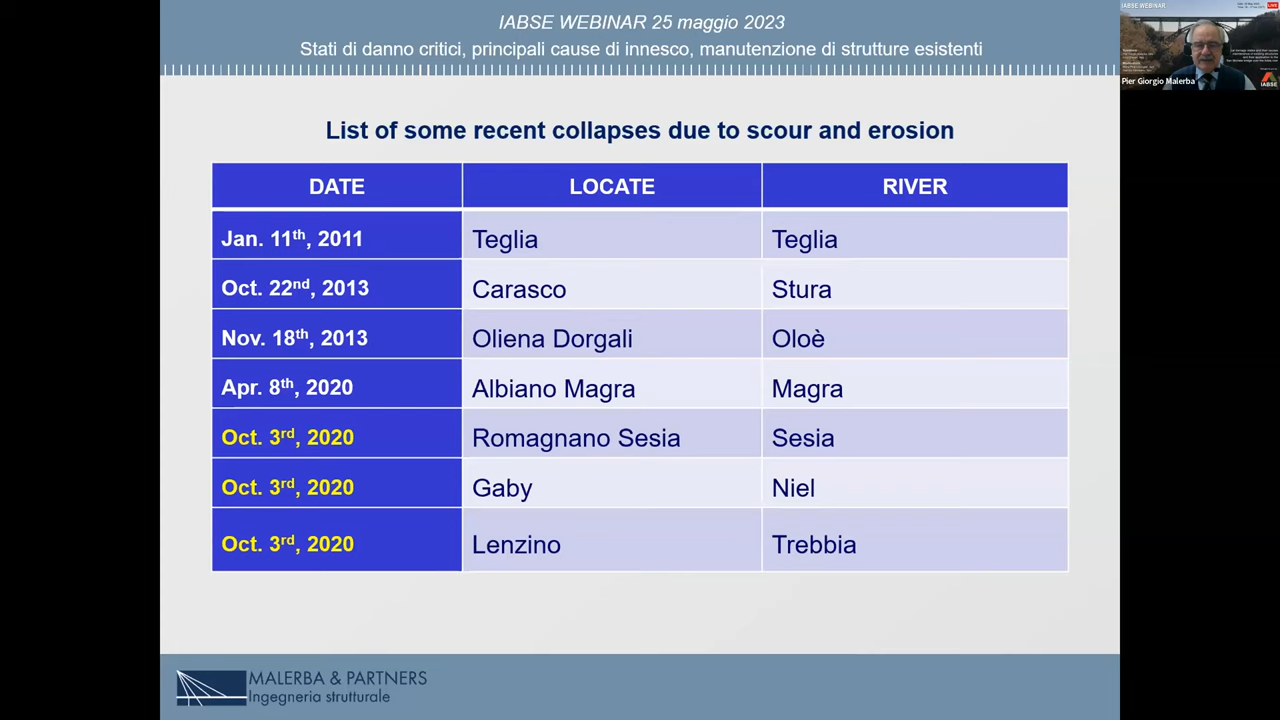 IABSE WEBINAR 25 maggio 2023
Stati di danno critici, principali cause di innesco, manutenzione di strutture esistenti
IABSE WEBINAR
LIVE
Pier Giorgio Malerba
IABSE
List of some recent collapses due to scour and erosion
DATE LOCATE RIVER
Jan. 11th, 2011 Teglia Teglia
Oct. 22nd, 2013 Carasco Stura
Nov. 18th, 2013 Oliena Dorgali Oloè
Apr. 8th, 2020 Albiano Magra Magra
Oct. 3rd, 2020 Romagnano Sesia Sesia
Oct. 3rd, 2020 Gaby Niel
Oct. 3rd, 2020 Lenzino Trebbia
MALERBA & PARTNERS
Ingegneria strutturale